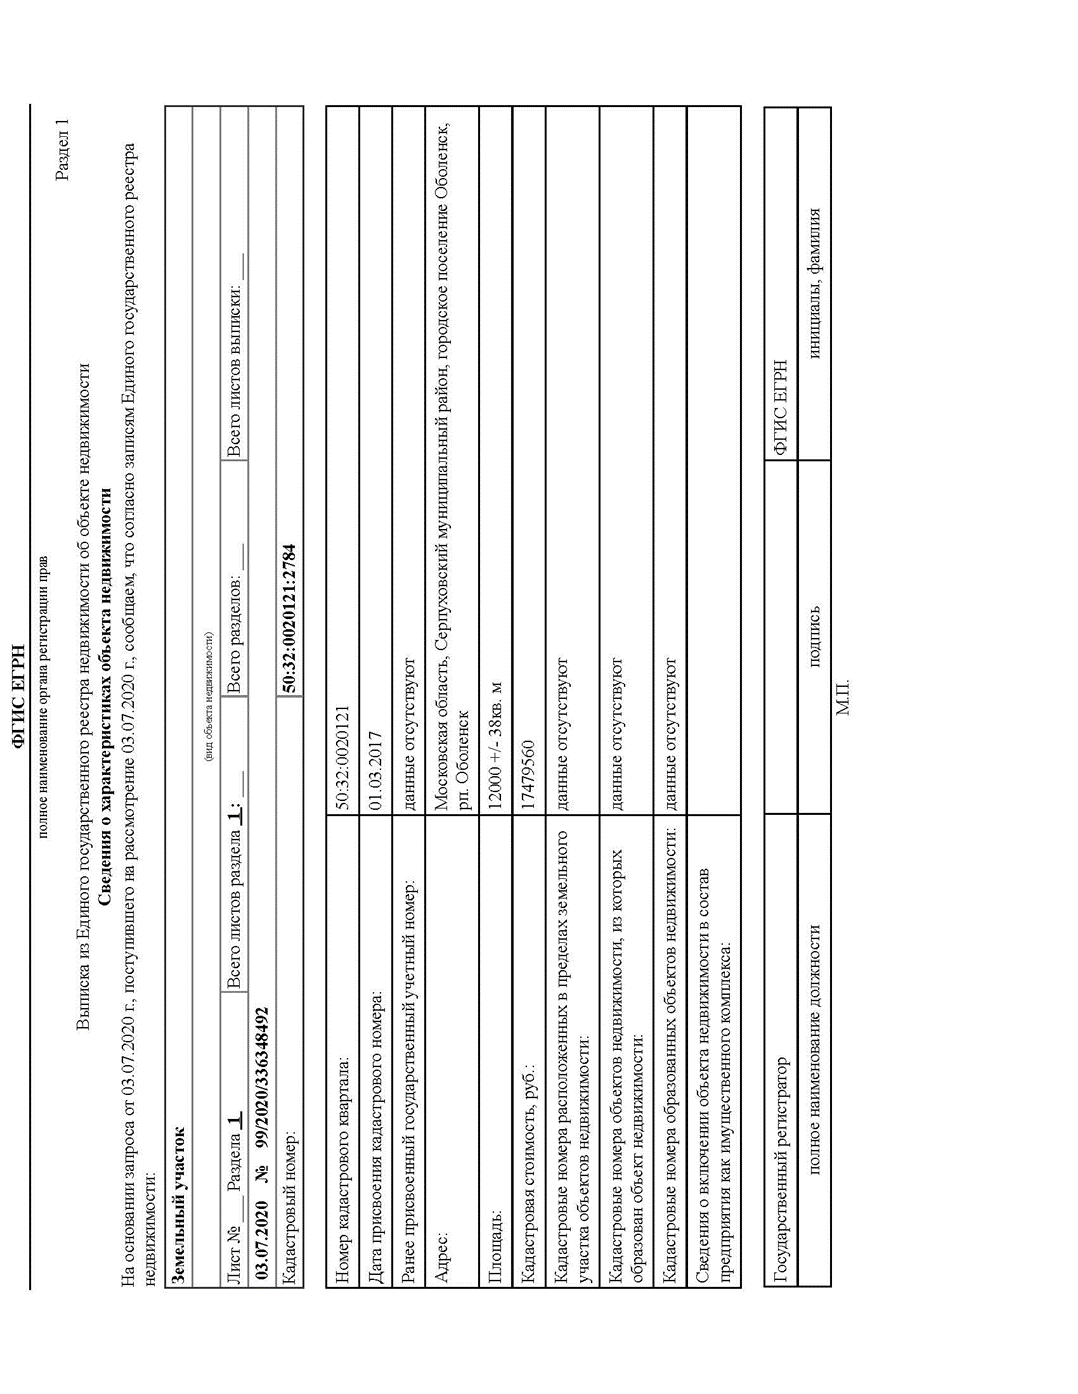 ФГИС ЕГРН
полное наименование органа регистрации прав
Раздел 1
Выписка из Единого государственного реестра недвижимости об объекте недвижимости
Сведения о характеристиках объекта недвижимости
На основании запроса от 03.07.2020 г., поступившего на рассмотрение 03.07.2020 г., сообщаем, что согласно записям Единого государственного реестра
недвижимости:
Земельный участок
(вид объекта недвижимости)
Лист № ___ Раздела 1 Всего листов раздела 1: ___ Всего разделов: ___ Всего листов выписки: ___
03.07.2020 № 99/2020/336348492
Кадастровый номер: 50:32:0020121:2784
Номер кадастрового квартала: 50:32:0020121
Дата присвоения кадастрового номера: 01.03.2017
Ранее присвоенный государственный учетный номер: данные отсутствуют
Адрес: Московская область, Серпуховский муниципальный район, городское поселение Оболенск,
рп. Оболенск
Площадь: 12000 +/- 38кв. м
Кадастровая стоимость, руб.: 17479560
Кадастровые номера расположенных в пределах земельного
участка объектов недвижимости: данные отсутствуют
Кадастровые номера объектов недвижимости, из которых
образован объект недвижимости: данные отсутствуют
Кадастровые номера образованных объектов недвижимости: данные отсутствуют
Сведения о включении объекта недвижимости в состав
предприятия как имущественного комплекса:
Государственный регистратор ФГИС ЕГРН
полное наименование должности подпись инициалы, фамилия
М.П.